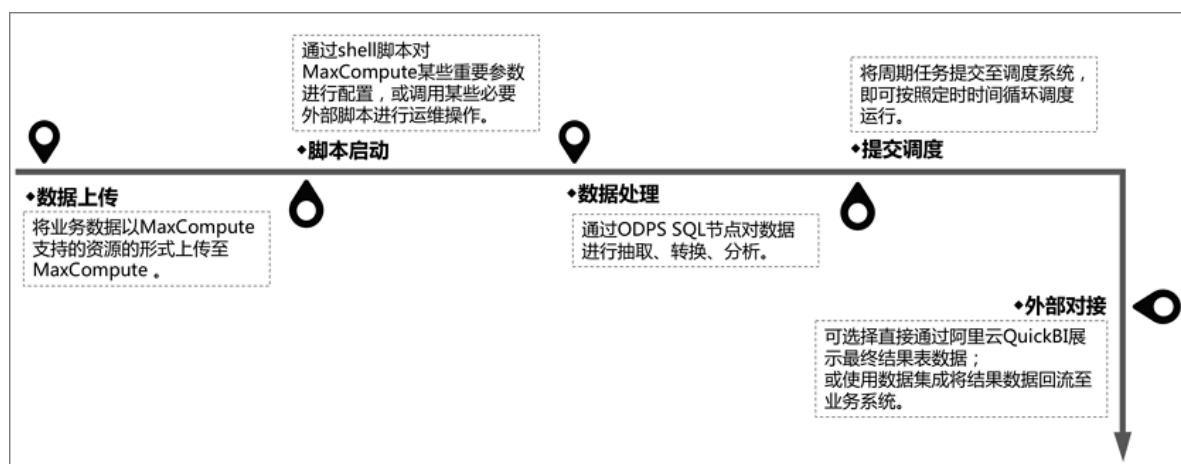 ◆数据上传
将业务数据以MaxCompute
支持的资源的形式上传至
MaxCompute 。
通过shell脚本对
MaxCompute某些重要参数
进行配置，或调用某些必要
外部脚本进行运维操作。
◆脚本启动
◆数据处理
通过ODPS SQL节点对数据
进行抽取、转换、分析。
将周期任务提交至调度系统，
即可按照定时时间循环调度
运行。
◆提交调度
◆外部对接
可选择直接通过阿里云QuickBI展
示最终结果表数据；
或使用数据集成将结果数据回流至
业务系统。